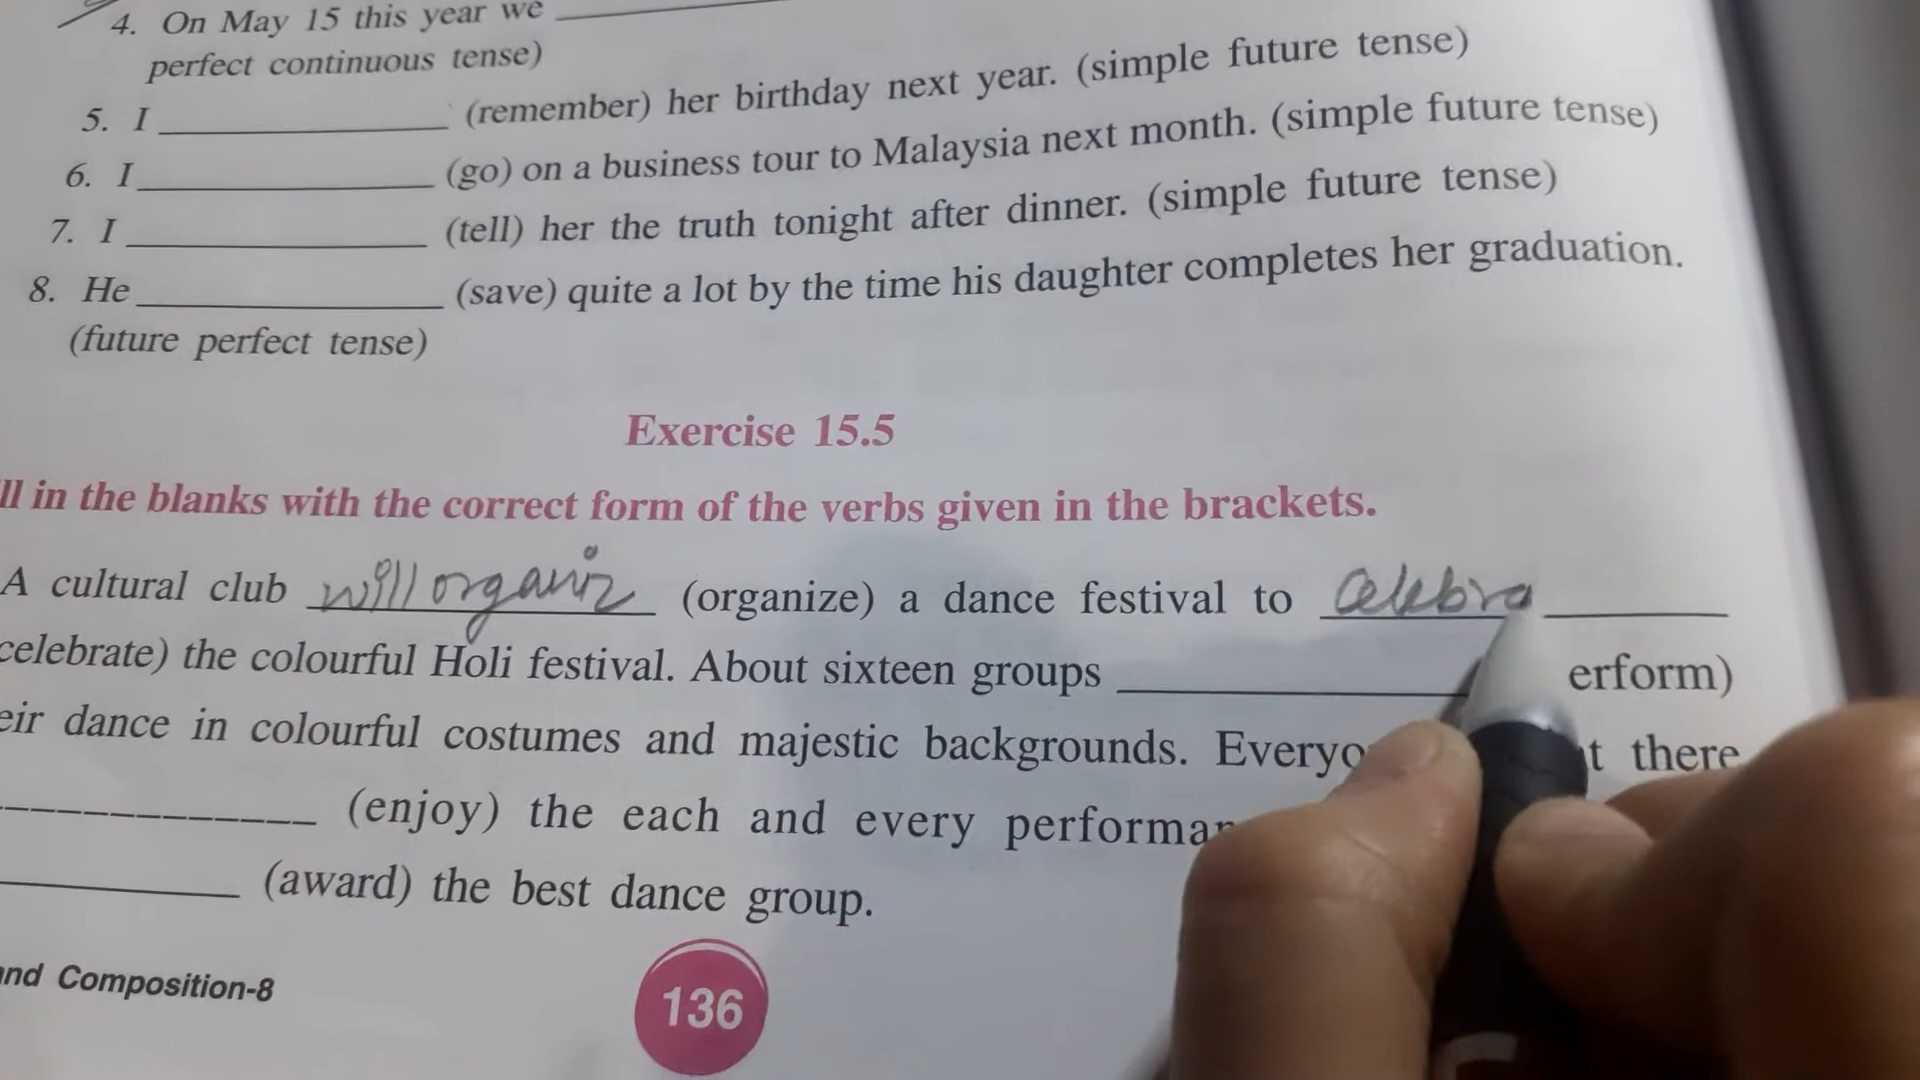 4. On May 15 this year we
perfect continuous tense)
5. I (remember) her birthday next year. (simple future tense)
6. I (go) on a business tour to Malaysia next month. (simple future tense)
7. I (tell) her the truth tonight after dinner. (simple future tense)
8. He (save) quite a lot by the time his daughter completes her graduation.
(future perfect tense)
Exercise 15.5
ll in the blanks with the correct form of the verbs given in the brackets.
A cultural club will organiz (organize) a dance festival to Celebra
celebrate) the colourful Holi festival. About sixteen groups erform)
eir dance in colourful costumes and majestic backgrounds. Everyo t there
(enjoy) the each and every performan
(award) the best dance group.
and Composition-8
136